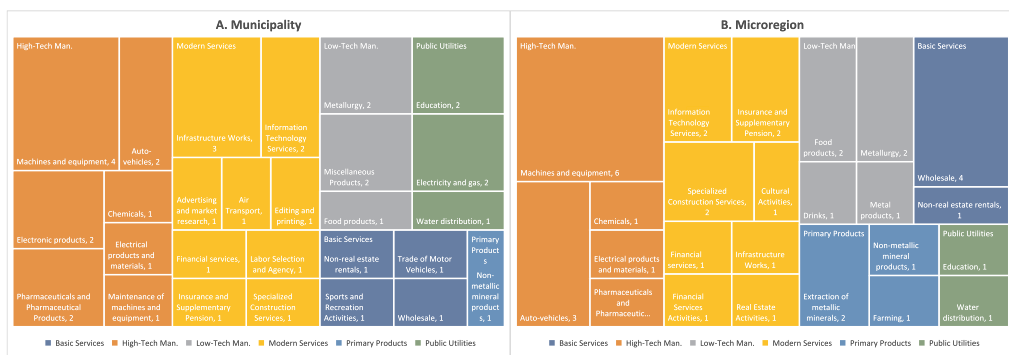 A. Municipality
High-Tech Man.
Machines and equipment, 4
Auto-
vehicles, 2
Electronic products, 2
Chemicals, 1
Electrical
products and
materials, 1
Pharmaceuticals and
Pharmaceutical
Products, 2
Maintenance of
machines and
equipment, 1
Modern Services
Infrastructure Works,
3
Information
Technology
Services, 2
Advertising
and market
research, 1
Air
Transport,
1
Editing and
printing, 1
Financial services,
1
Labor Selection
and Agency, 1
Insurance and
Supplementary
Pension, 1
Specialized
Construction
Services, 1
Low-Tech Man.
Metallurgy, 2
Miscellaneous
Products, 2
Food products, 1
Public Utilities
Education, 2
Electricity and gas, 2
Water distribution, 1
Basic Services
Non-real estate
rentals, 1
Trade of Motor
Vehicles, 1
Sports and
Recreation
Activities, 1
Wholesale, 1
Primary
Product
s
Non-
metallic
mineral
product
s, 1
Basic Services
High-Tech Man.
Low-Tech Man.
Modern Services
Primary Products
Public Utilities
B. Microregion
High-Tech Man.
Machines and equipment, 6
Auto-vehicles, 3
Chemicals, 1
Electrical products
and materials, 1
Pharmaceuticals
and
Pharmaceutic...
Modern Services
Information
Technology
Services, 2
Insurance and
Supplementary
Pension, 2
Specialized
Construction Services,
2
Cultural
Activities, 1
Financial
services, 1
Infrastructure
Works, 1
Financial
Services
Activities, 1
Real Estate
Activities, 1
Low-Tech Man
Food
products, 2
Metallurgy, 2
Drinks, 1
Metal
products, 1
Basic Services
Wholesale, 4
Non-real estate rentals,
1
Primary Products
Extraction of
metallic
minerals, 2
Non-metallic
mineral
products, 1
Farming, 1
Public Utilities
Education, 1
Water
distribution, 1
Basic Services
High-Tech Man.
Low-Tech Man.
Modern Services
Primary Products
Public Utilities